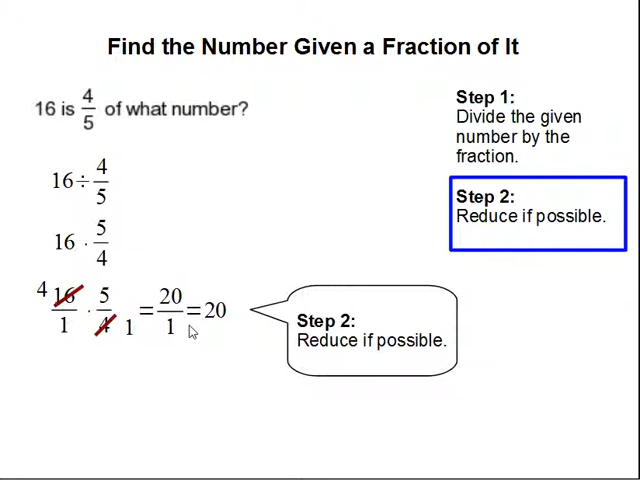 Find the Number Given a Fraction of It
16 is 4/5 of what number?
16 ÷ 4/5
16 · 5/4
4 16/1 · 5/4 1 = 20/1 = 20
Step 1:
Divide the given
number by the
fraction.
Step 2:
Reduce if possible.
Step 2:
Reduce if possible.